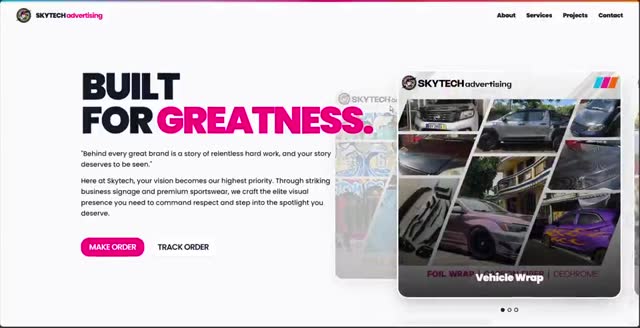 SKYTECH advertising
About Services Projects Contact
BUILT
FOR GREATNESS.
"Behind every great brand is a story of relentless hard work, and your story
deserves to be seen."
Here at Skytech, your vision becomes our highest priority. Through striking
business signage and premium sportswear, we craft the elite visual
presence you need to command respect and step into the spotlight you
deserve.
MAKE ORDER TRACK ORDER
SKYTECH
SKYTECH advertising
FOIL WRAP | CARBON FIBER | DECHROME
Vehicle Wrap